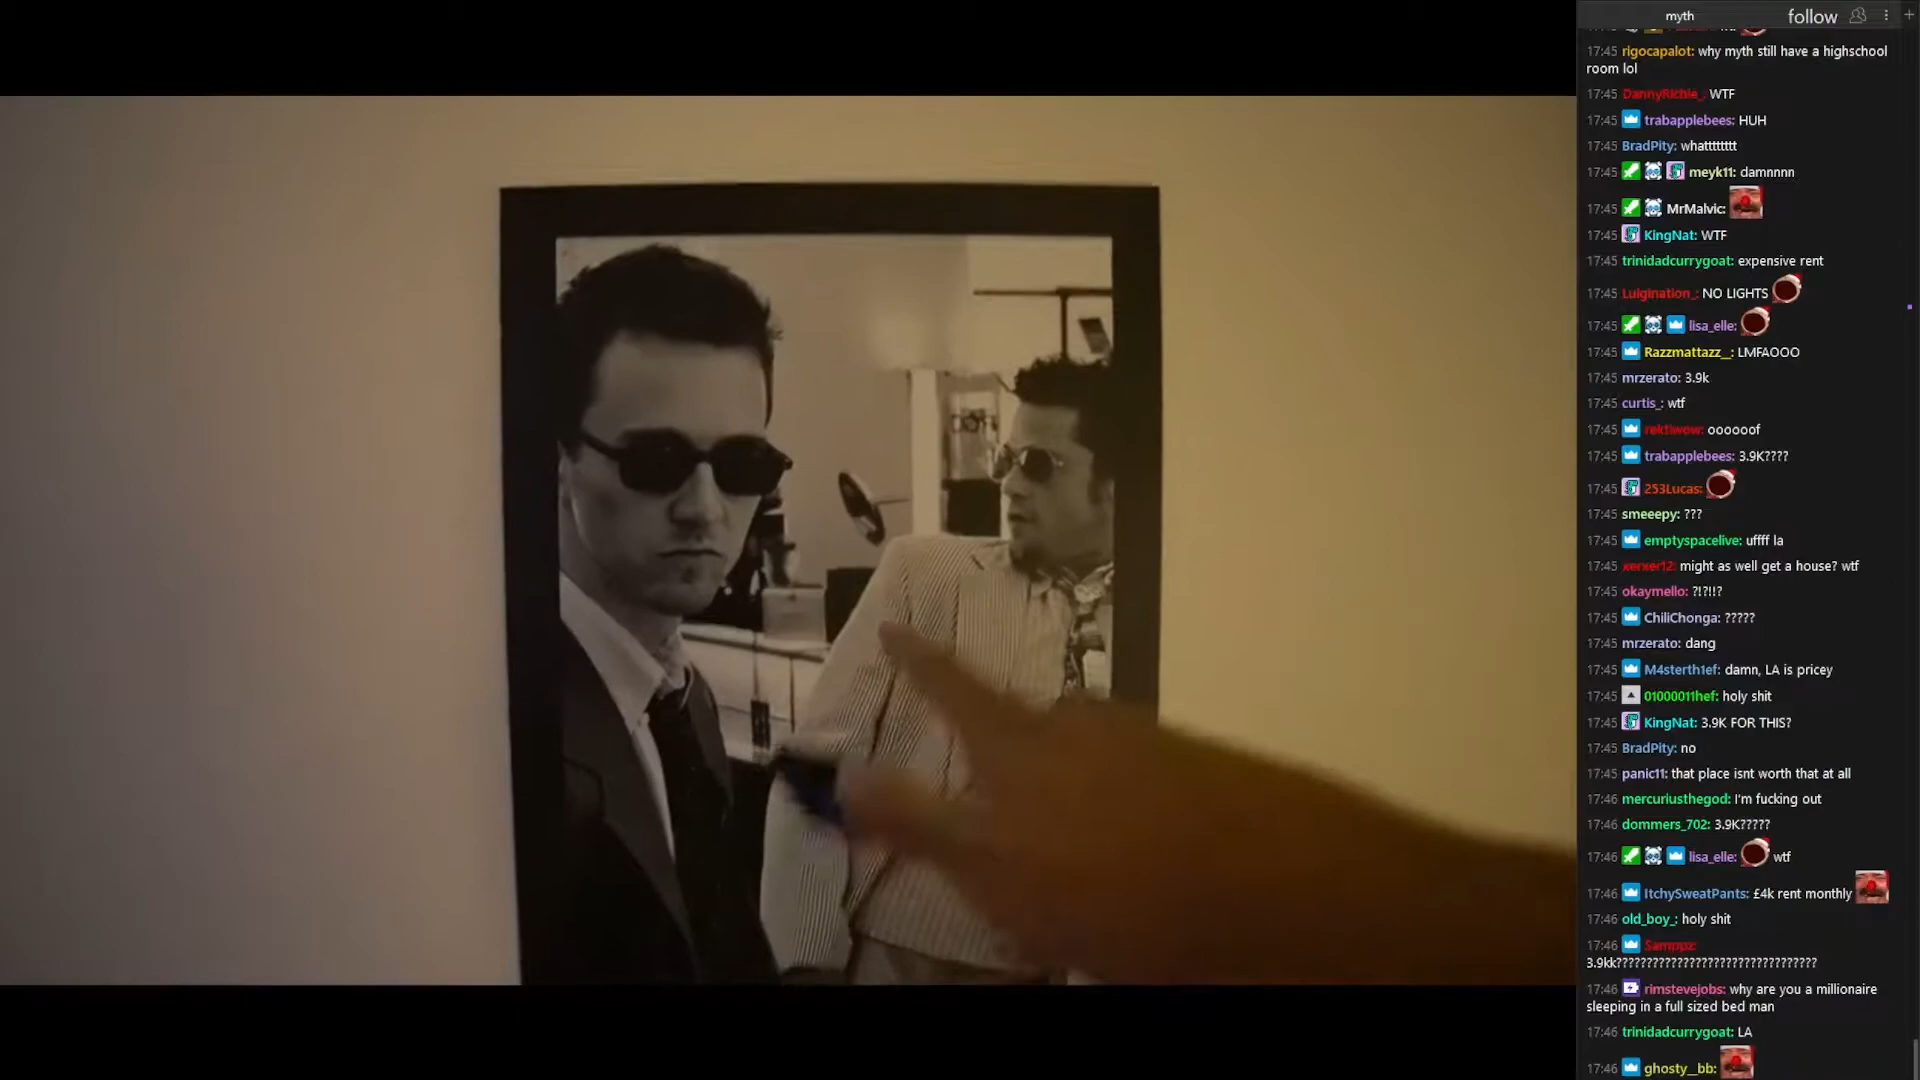 myth
follow
17:45 rigocapalot: why myth still have a highschool
room lol
17:45 DannyRichie_: WTF
17:45 trabapplebees: HUH
17:45 BradPity: whattttttt
17:45 meyk11: damnnnn
17:45 MrMalvic:
17:45 KingNat: WTF
17:45 trinidadcurrygoat: expensive rent
17:45 Luigination_: NO LIGHTS
17:45 lisa_elle:
17:45 Razzmattazz__: LMFAOOO
17:45 mrzerato: 3.9k
17:45 curtis_: wtf
17:45 rektiwow: oooooof
17:45 trabapplebees: 3.9K????
17:45 253Lucas:
17:45 smeeepy: ???
17:45 emptyspacelive: uffff la
17:45 xerxer12: might as well get a house? wtf
17:45 okaymello: ?!?!!?
17:45 ChiliChonga: ?????
17:45 mrzerato: dang
17:45 M4sterth1ef: damn, LA is pricey
17:45 01000011hef: holy shit
17:45 KingNat: 3.9K FOR THIS?
17:45 BradPity: no
17:45 panic11: that place isnt worth that at all
17:46 mercuriusthegod: I'm fucking out
17:46 dommers_702: 3.9K?????
17:46 lisa_elle: wtf
17:46 ItchySweatPants: £4k rent monthly
17:46 old_boy_: holy shit
17:46 Samppz:
3.9kk?????????????????????????????????
17:46 rimstevejobs: why are you a millionaire
sleeping in a full sized bed man
17:46 trinidadcurrygoat: LA
17:46 ghosty__bb: